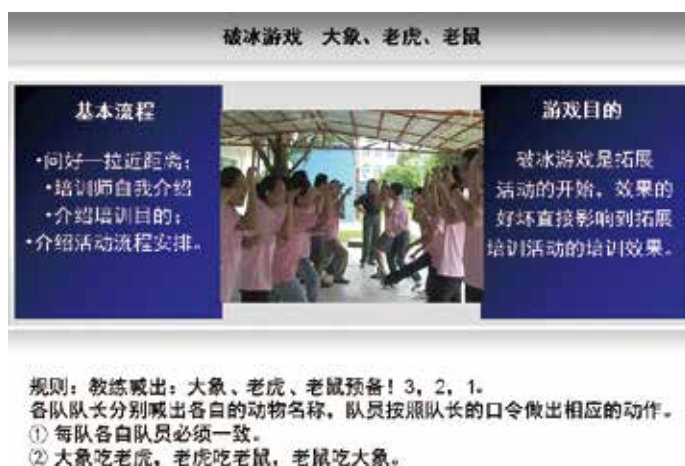 破冰游戏 大象、老虎、老鼠
基本流程
•问好—拉近距离；
•培训师自我介绍
•介绍培训目的；
•介绍活动流程安排。
游戏目的
破冰游戏是拓展
活动的开始，效果的
好坏直接影响到拓展
培训活动的培训效果。
规则：教练喊出：大象、老虎、老鼠预备！3，2，1。
各队队长分别喊出各自的动物名称，队员按照队长的口令做出相应的动作。
① 每队各自队员必须一致。
② 大象吃老虎，老虎吃老鼠，老鼠吃大象。